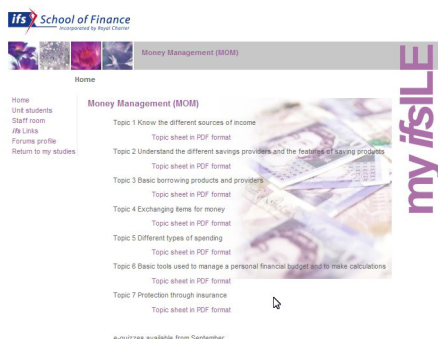 ifs School of Finance
Incorporated by Royal Charter
Money Management (MOM)
Home
Home
Unit students
Staff room
ifs Links
Forums profile
Return to my studies
Money Management (MOM)
Topic 1 Know the different sources of income
Topic sheet in PDF format
Topic 2 Understand the different savings providers and the features of saving products
Topic sheet in PDF format
Topic 3 Basic borrowing products and providers
Topic sheet in PDF format
Topic 4 Exchanging items for money
Topic sheet in PDF format
Topic 5 Different types of spending
Topic sheet in PDF format
Topic 6 Basic tools used to manage a personal financial budget and to make calculations
Topic sheet in PDF format
Topic 7 Protection through insurance
Topic sheet in PDF format
e-quizzes available from September
my ifsILE